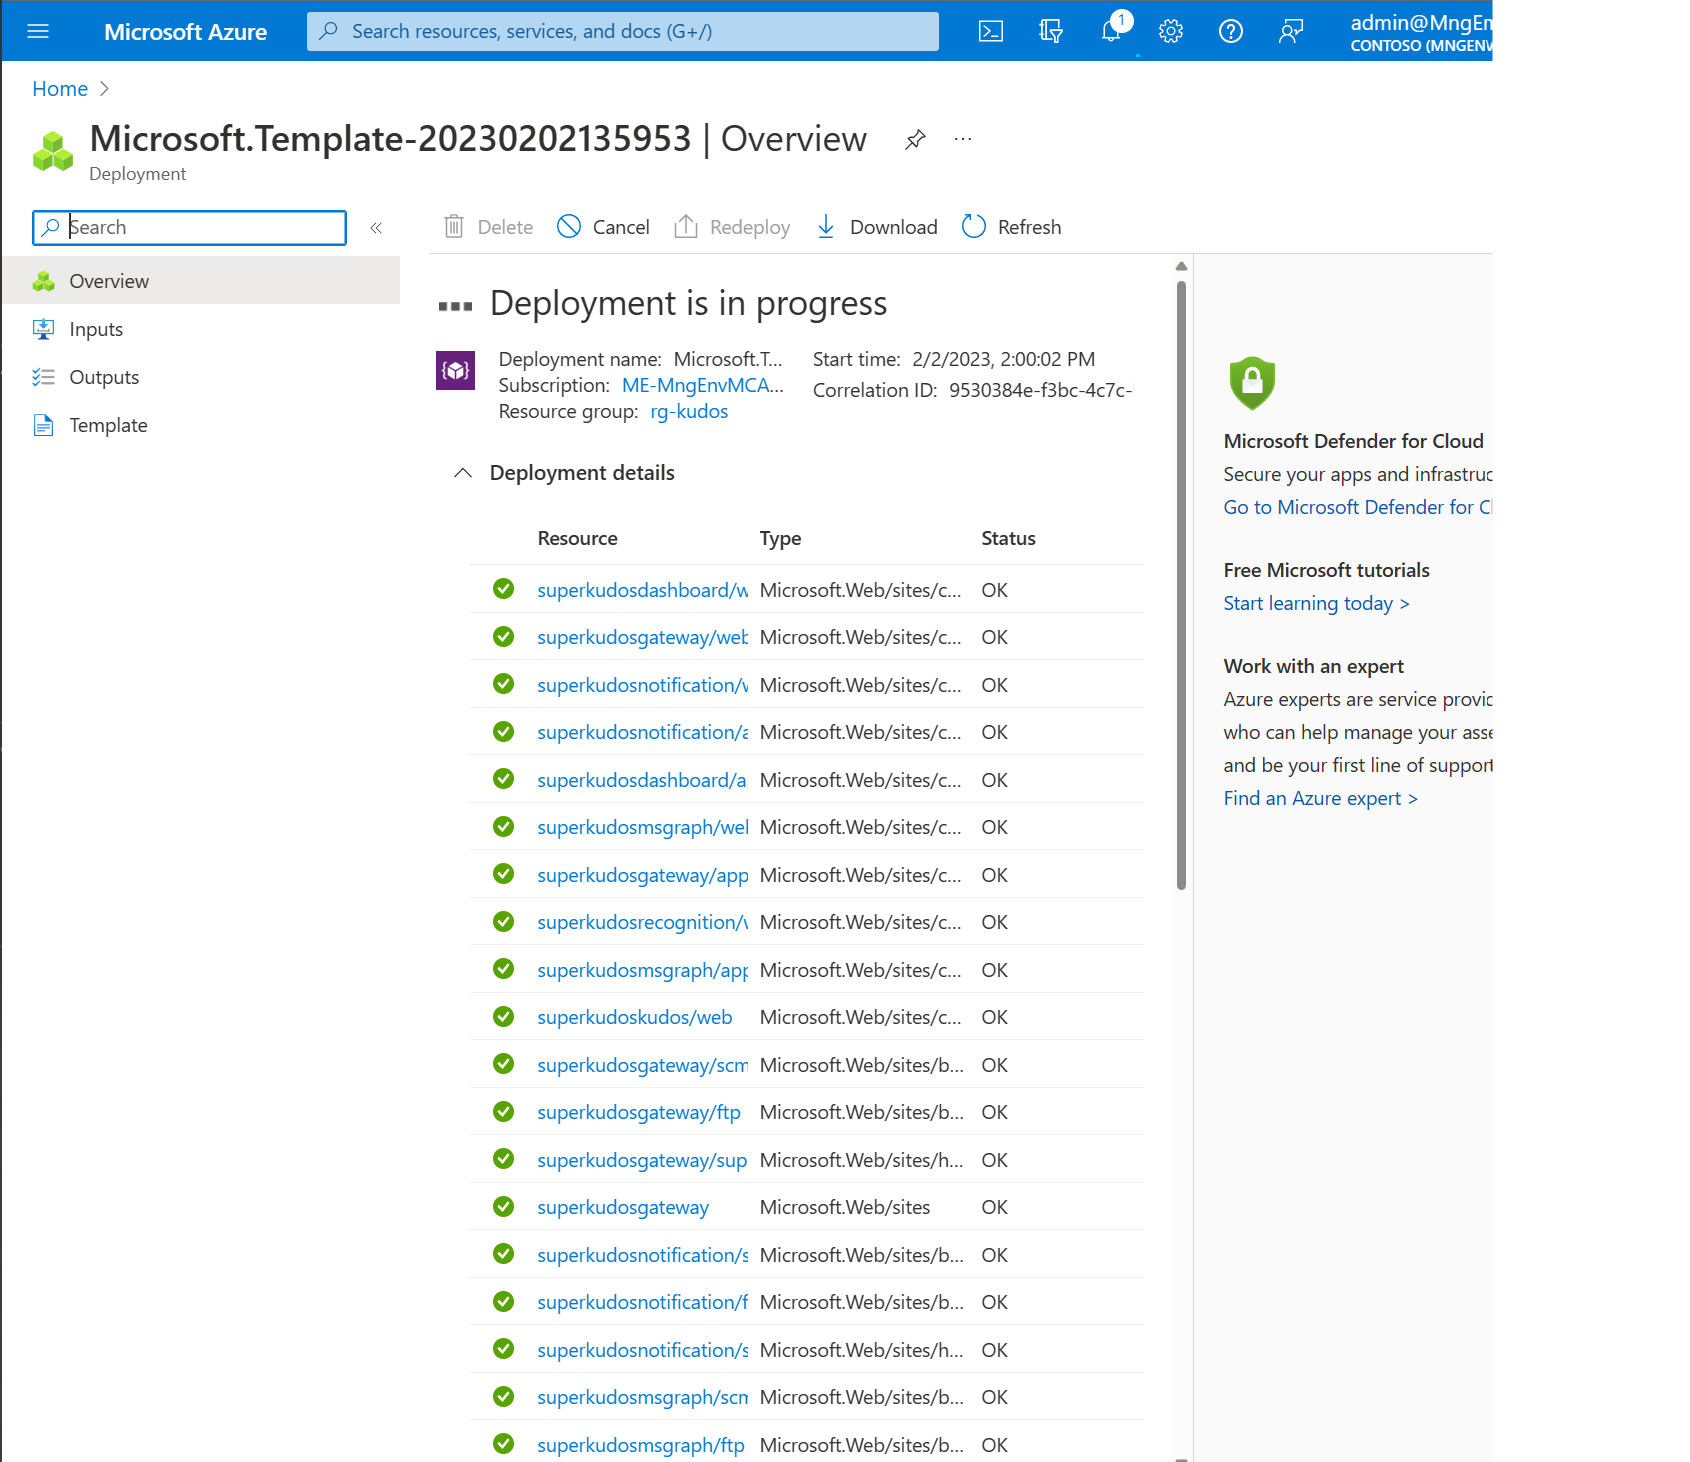 Microsoft Azure
Search resources, services, and docs (G+/)
1
admin@MngEm
CONTOSO (MNGENV
Home
Microsoft.Template-20230202135953 | Overview
Deployment
Search
Delete
Cancel
Redeploy
Download
Refresh
Overview
Inputs
Outputs
Template
Deployment is in progress
Deployment name: Microsoft.T...
Subscription: ME-MngEnvMCA...
Resource group: rg-kudos
Start time: 2/2/2023, 2:00:02 PM
Correlation ID: 9530384e-f3bc-4c7c-
Deployment details
Resource Type Status
superkudosdashboard/w Microsoft.Web/sites/c... OK
superkudosgateway/web Microsoft.Web/sites/c... OK
superkudosnotification/w Microsoft.Web/sites/c... OK
superkudosnotification/a Microsoft.Web/sites/c... OK
superkudosdashboard/a Microsoft.Web/sites/c... OK
superkudosmsgraph/wel Microsoft.Web/sites/c... OK
superkudosgateway/app Microsoft.Web/sites/c... OK
superkudosrecognition/w Microsoft.Web/sites/c... OK
superkudosmsgraph/app Microsoft.Web/sites/c... OK
superkudoskudos/web Microsoft.Web/sites/c... OK
superkudosgateway/scm Microsoft.Web/sites/b... OK
superkudosgateway/ftp Microsoft.Web/sites/b... OK
superkudosgateway/sup Microsoft.Web/sites/h... OK
superkudosgateway Microsoft.Web/sites OK
superkudosnotification/s Microsoft.Web/sites/b... OK
superkudosnotification/f Microsoft.Web/sites/b... OK
superkudosnotification/s Microsoft.Web/sites/h... OK
superkudosmsgraph/scm Microsoft.Web/sites/b... OK
superkudosmsgraph/ftp Microsoft.Web/sites/b... OK
Microsoft Defender for Cloud
Secure your apps and infrastruc
Go to Microsoft Defender for Cl
Free Microsoft tutorials
Start learning today >
Work with an expert
Azure experts are service provid
who can help manage your asse
and be your first line of support
Find an Azure expert >